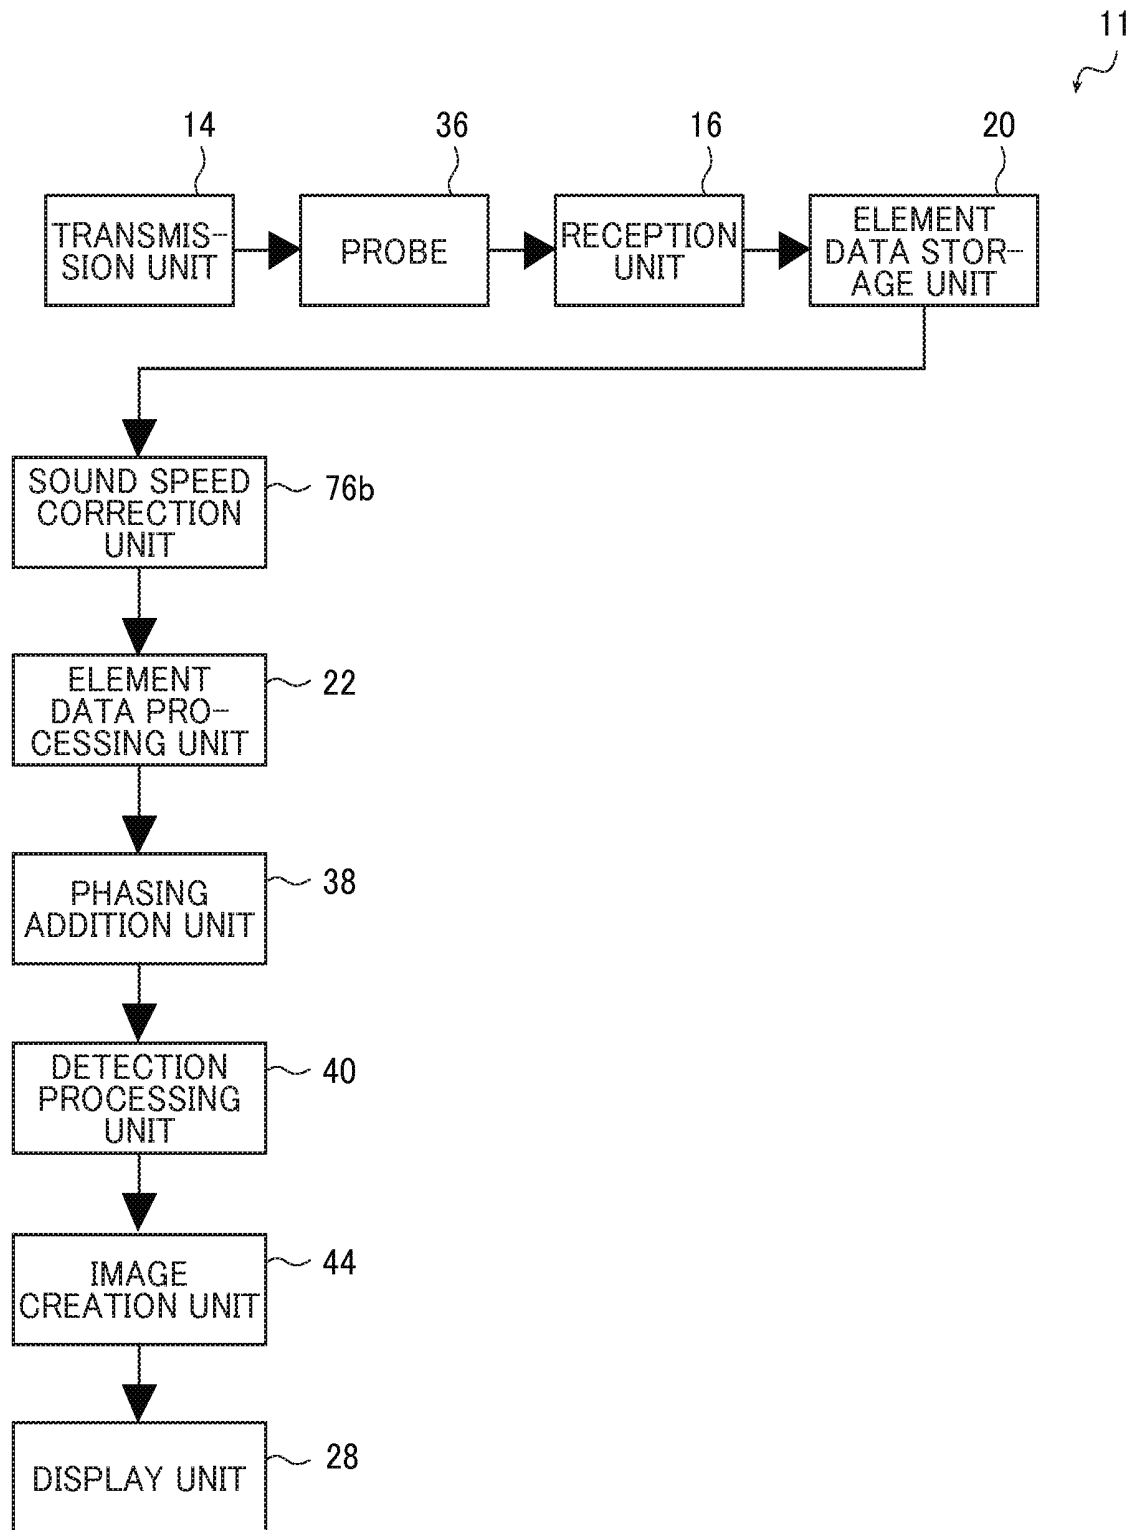 11
14
36
16
20
TRANSMIS-
SION UNIT
PROBE
RECEPTION
UNIT
ELEMENT
DATA STOR-
AGE UNIT
SOUND SPEED
CORRECTION
UNIT
76b
ELEMENT
DATA PRO-
CESSING UNIT
22
PHASING
ADDITION UNIT
38
DETECTION
PROCESSING
UNIT
40
IMAGE
CREATION UNIT
44
DISPLAY UNIT
28